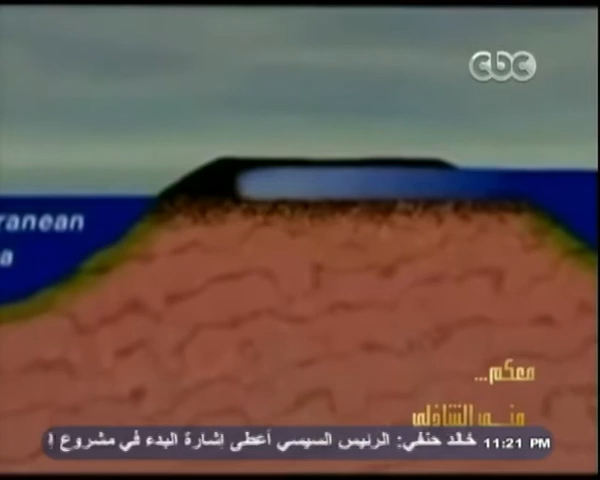 cbc
ranean
a
معكم...
منى الشاذلي
خالد حنفي: الرئيس السيسي أعطى إشارة البدء في مشروع
11:21 PM